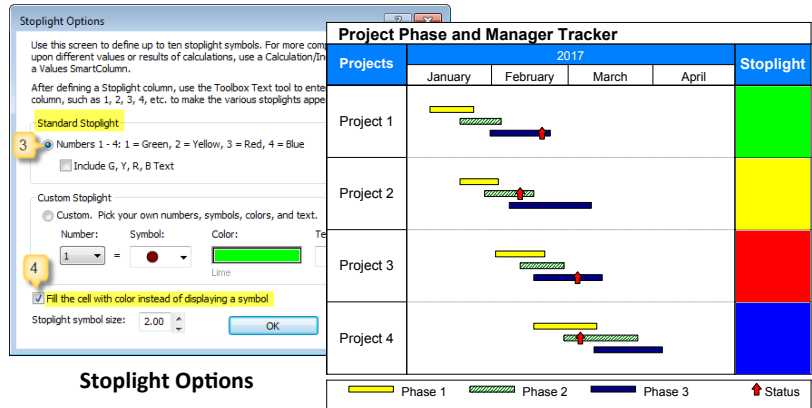 Stoplight Options
?
Use this screen to define up to ten stoplight symbols. For more
upon different values or results of calculations, use a
a Values SmartColumn.
After defining a Stoplight column, use the Toolbox Text tool to
column, such as 1, 2, 3, 4, etc. to make the various stoplights
Standard Stoplight
3
Numbers 1 - 4: 1 = Green, 2 = Yellow, 3 = Red, 4 = Blue
Include G, Y, R, B Text
Custom Stoplight
Custom. Pick your own numbers, symbols, colors, and text.
Number: Symbol: Color:
1 =
Lime
4
Fill the cell with color instead of displaying a symbol
Stoplight symbol size: 2.00 OK
Stoplight Options
Project Phase and Manager Tracker
Projects 2017 Stoplight
January February March April
Project 1
Project 2
Project 3
Project 4
Phase 1 Phase 2 Phase 3 Status